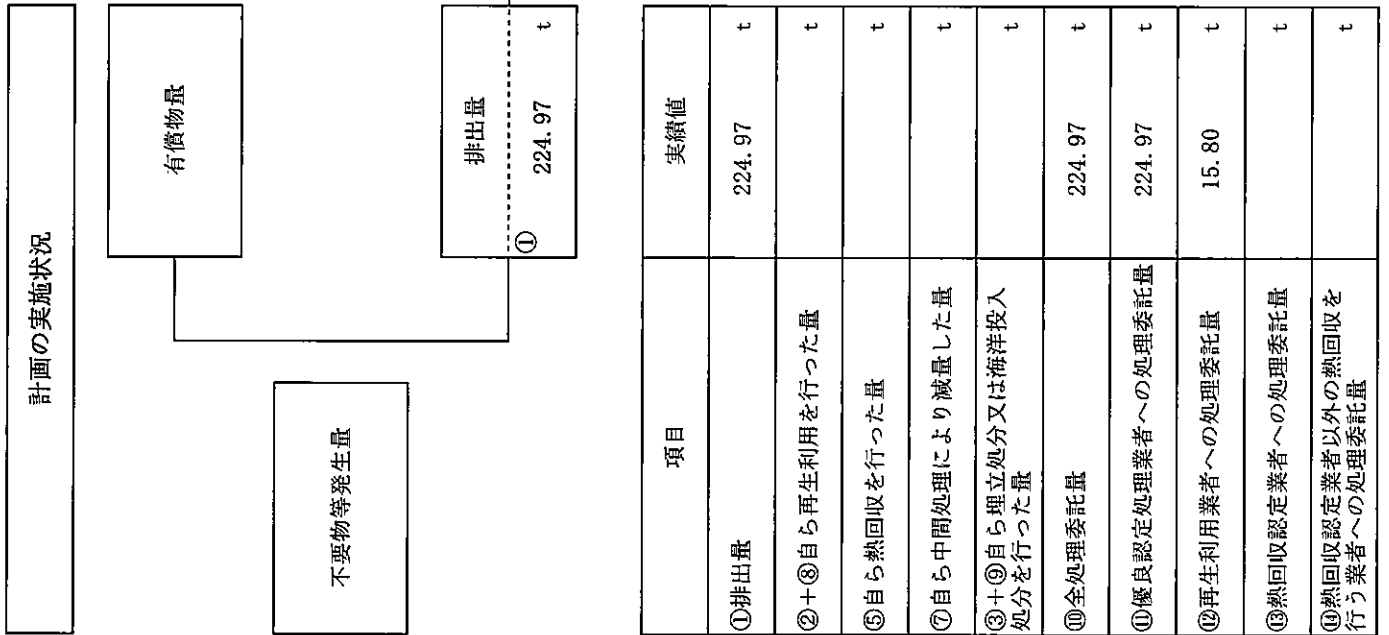 計画の実施状況
不要物等発生量
有償物量
排出量
① 224.97 t
項目 実績値
①排出量 224.97 t
②+⑧自ら再生利用を行った量 t
⑤自ら熱回収を行った量 t
⑦自ら中間処理により減量した量 t
③+⑨自ら埋立処分又は海洋投入
処分を行った量 t
⑩全処理委託量 224.97 t
⑪優良認定処理業者への処理委託量 224.97 t
⑫再生利用業者への処理委託量 15.80 t
⑬熱回収認定業者への処理委託量 t
⑭熱回収認定業者以外の熱回収を
行う業者への処理委託量 t